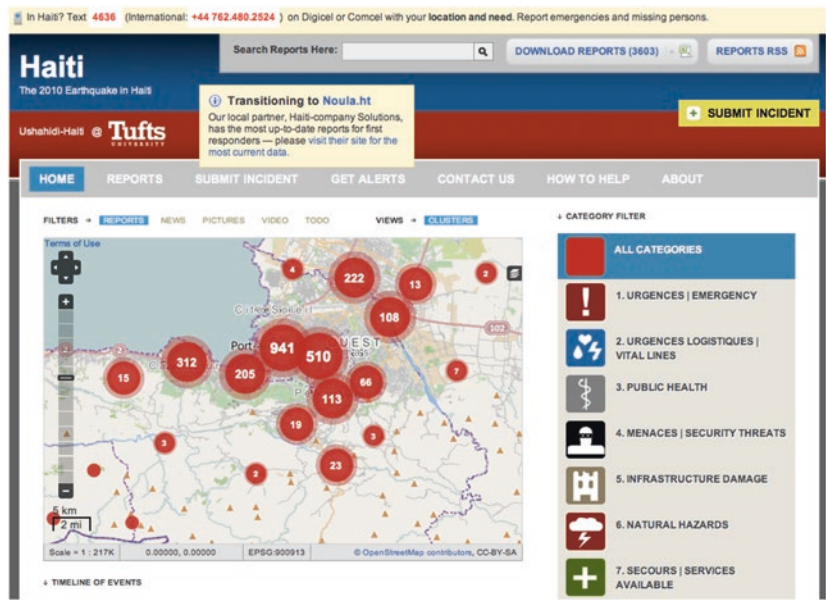 In Haiti? Text 4636 (International: +44 762.480.2524 ) on Digicel or Comcel with your location and need. Report emergencies and missing persons.
Search Reports Here:
DOWNLOAD REPORTS (3603)
REPORTS RSS
Haiti
The 2010 Earthquake in Haiti
Transitioning to Noula.ht
Our local partner, Haiti-company Solutions,
has the most up-to-date reports for first
responders — please visit their site for the
most current data.
SUBMIT INCIDENT
Ushahidi-Haiti @ Tufts
UNIVERSITY
HOME REPORTS SUBMIT INCIDENT GET ALERTS CONTACT US HOW TO HELP ABOUT
FILTERS → REPORTS NEWS PICTURES VIDEO TODO VIEWS → CLUSTERS
↓ CATEGORY FILTER
Terms of Use
ALL CATEGORIES
4
222
13
2
108
102
1. URGENCES | EMERGENCY
Port
941
510
312
205
15
2
2
7
66
113
19
3
3
23
2
2. URGENCES LOGISTIQUES |
VITAL LINES
3. PUBLIC HEALTH
4. MENACES | SECURITY THREATS
5. INFRASTRUCTURE DAMAGE
6. NATURAL HAZARDS
7. SECOURS | SERVICES
AVAILABLE
5 km
2 mi
Scale = 1 : 217K 0.00000, 0.00000 EPSG:900913 © OpenStreetMap contributors, CC-BY-SA
↓ TIMELINE OF EVENTS